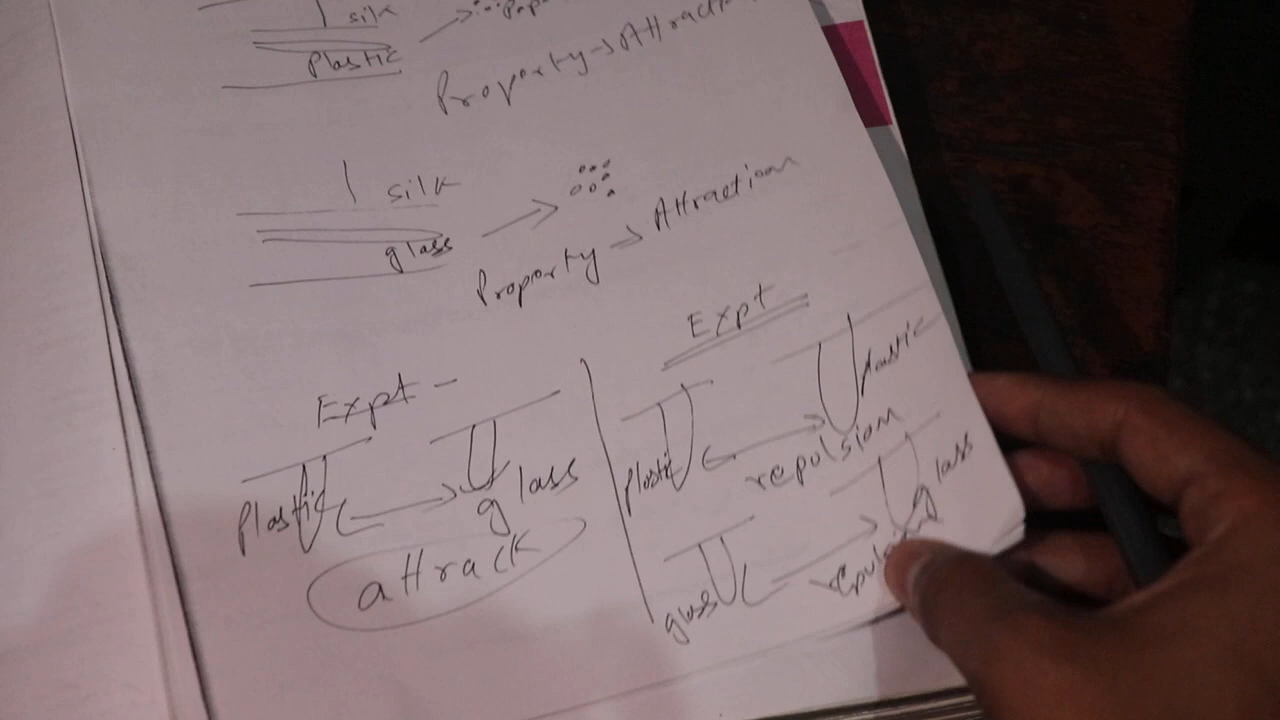 silk
Plastic
Property → Attraction
silk
glass
Property → Attraction
Expt -
Plastic
glass
attrack
Expt
plastic
plastic
repulsion
glass
glass